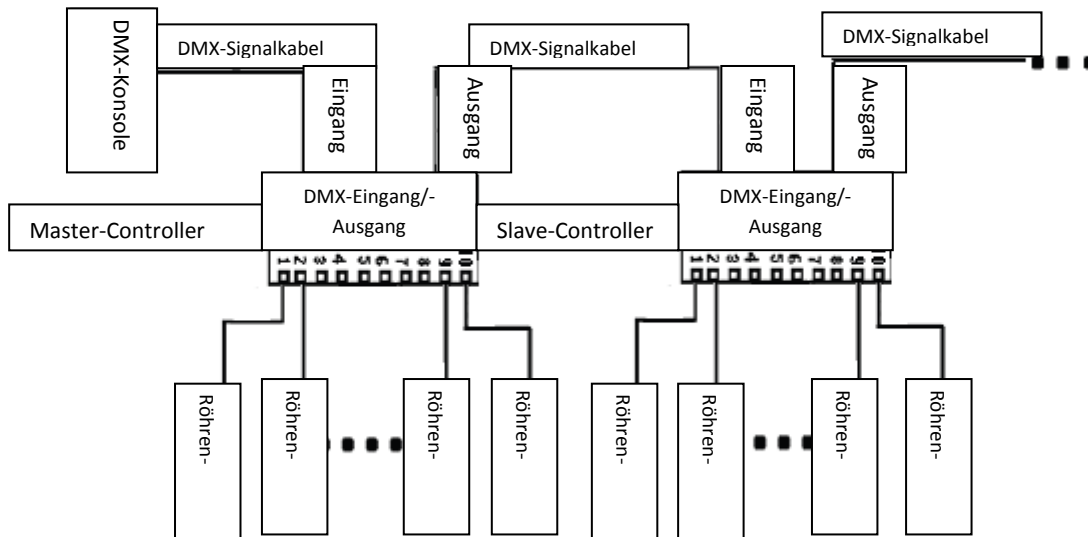 DMX-Konsole
DMX-Signalkabel
DMX-Signalkabel
DMX-Signalkabel
Eingang
Ausgang
Eingang
Ausgang
Master-Controller
DMX-Eingang/-
Ausgang
Slave-Controller
DMX-Eingang/-
Ausgang
1 2 3 4 5 6 7 8 9 10
1 2 3 4 5 6 7 8 9 10
Röhren-
Röhren-
Röhren-
Röhren-
Röhren-
Röhren-
Röhren-
Röhren-